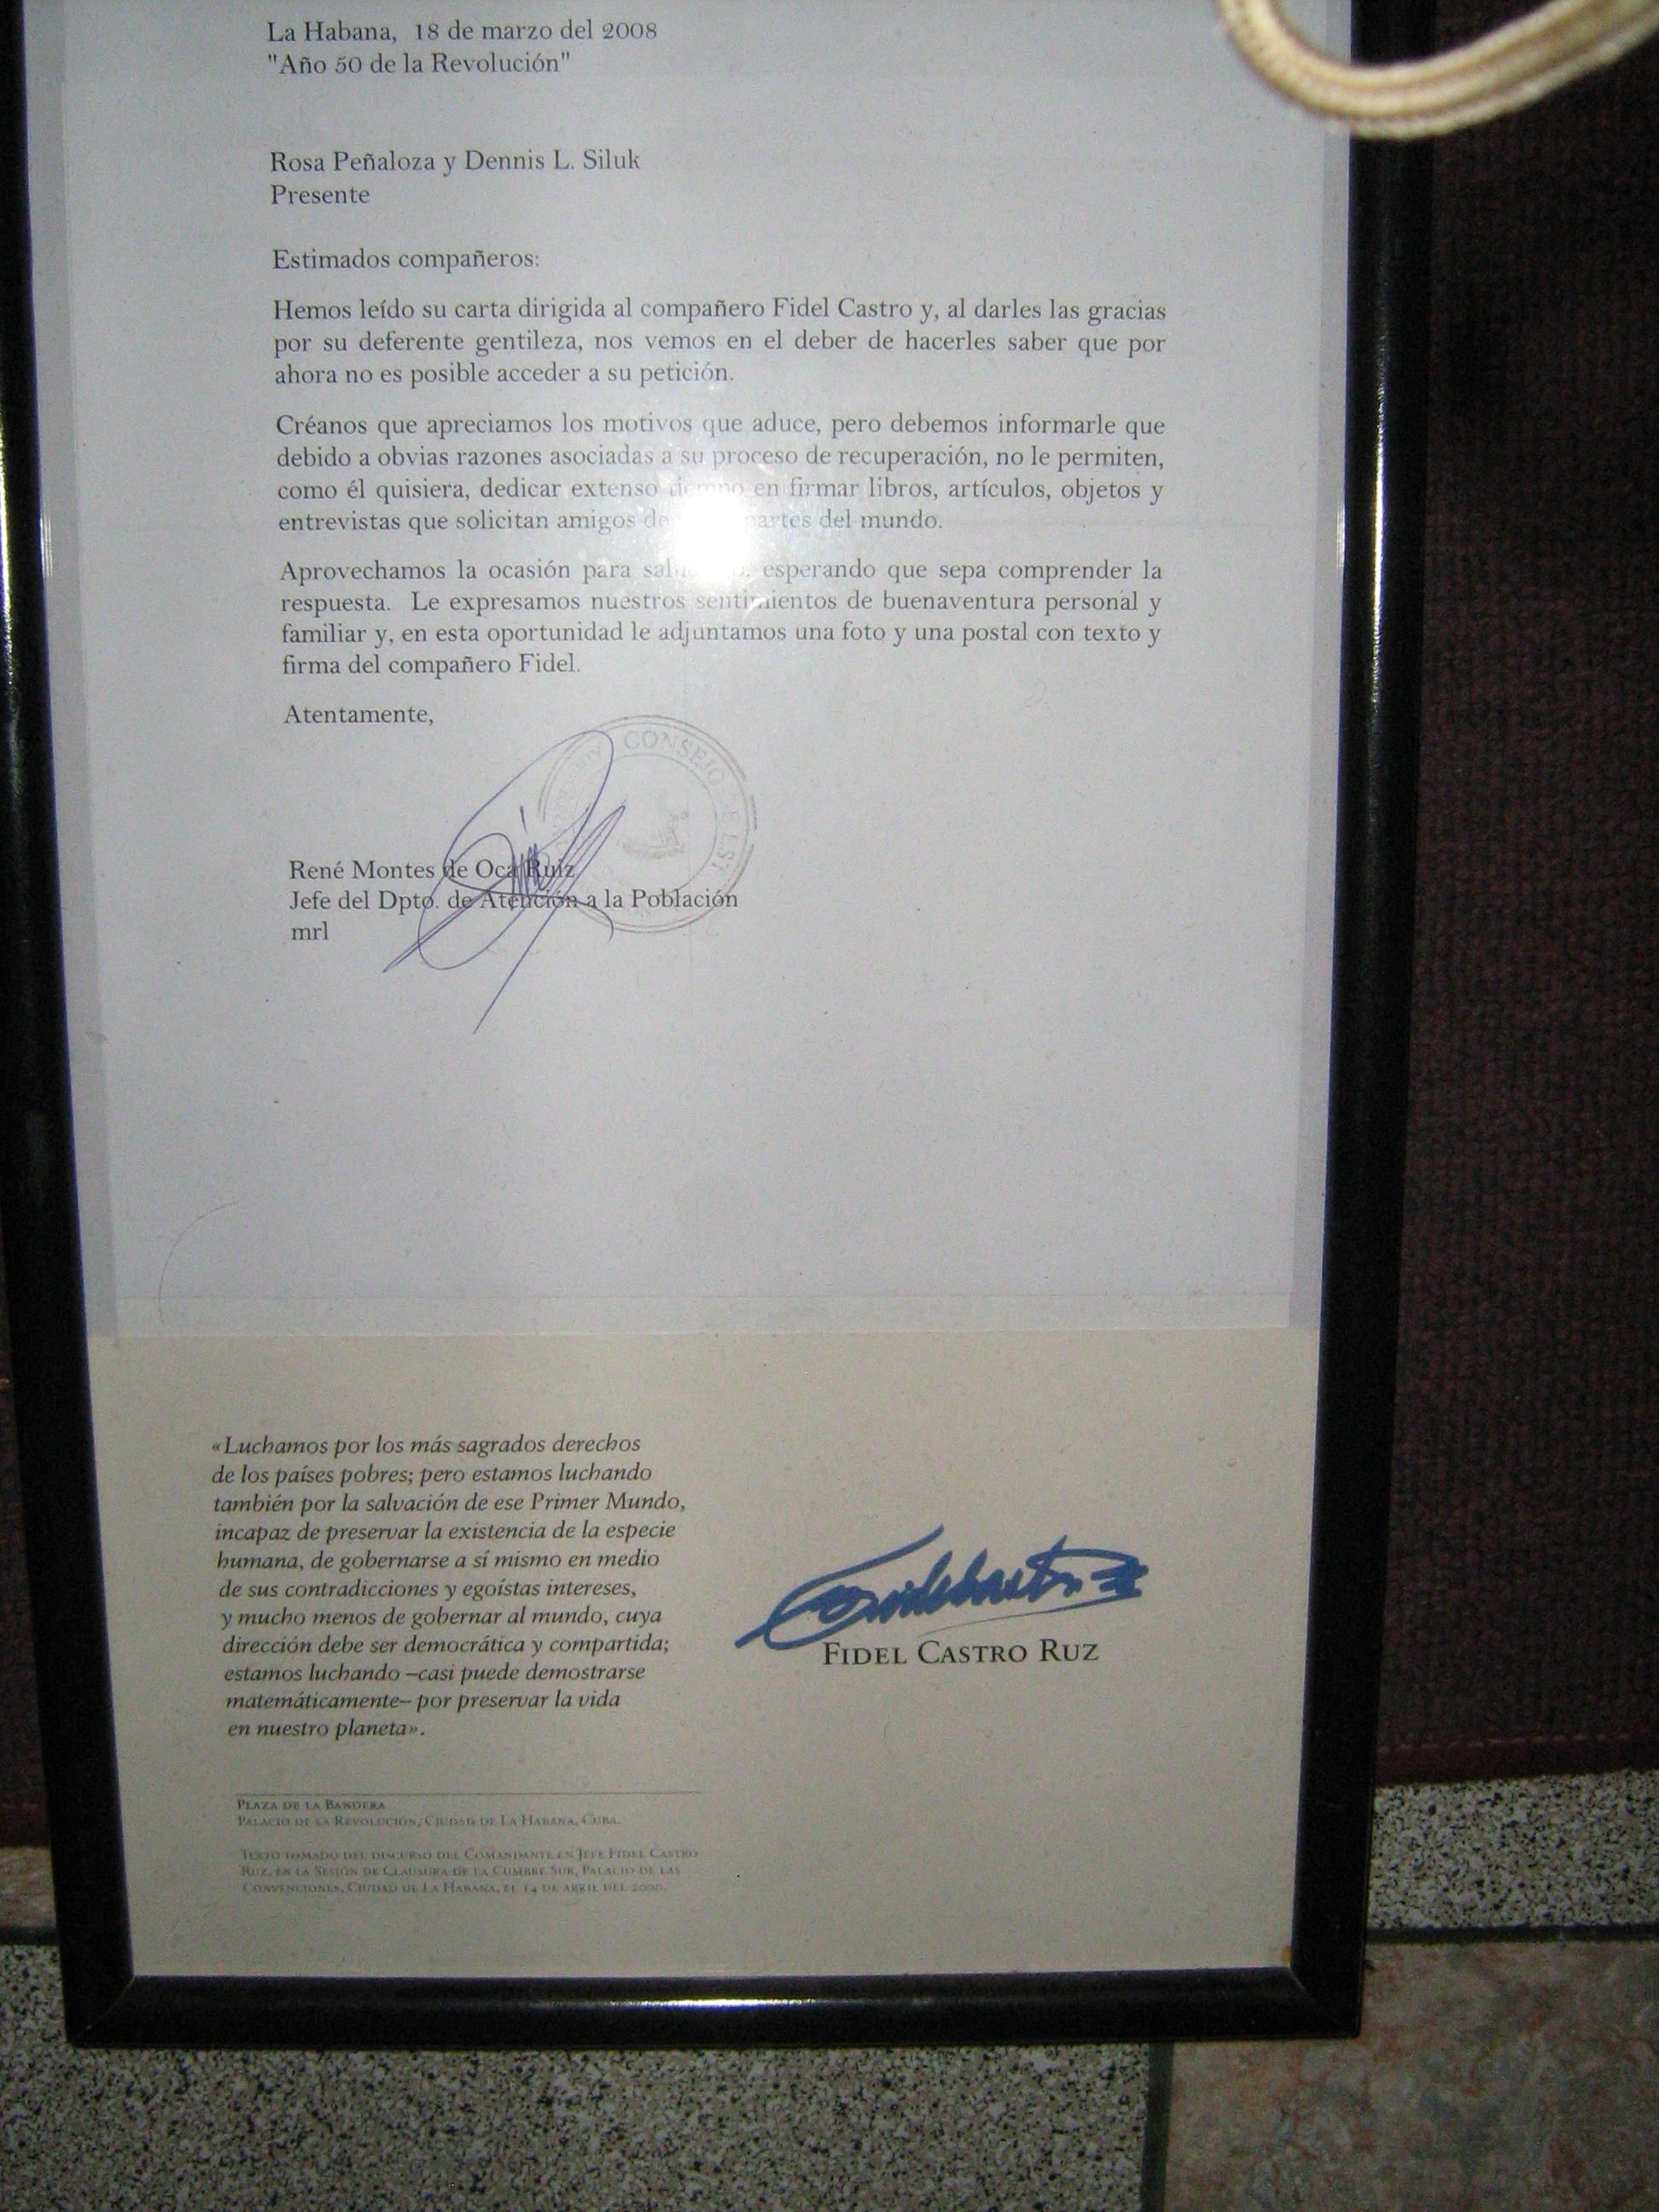 La Habana, 18 de marzo del 2008
"Año 50 de la Revolución"
Rosa Peñaloza y Dennis L. Siluk
Presente
Estimados compañeros:
Hemos leído su carta dirigida al compañero Fidel Castro y, al darles las gracias
por su deferente gentileza, nos vemos en el deber de hacerles saber que por
ahora no es posible acceder a su petición.
Créanos que apreciamos los motivos que aduce, pero debemos informarle que
debido a obvias razones asociadas a su proceso de recuperación, no le permiten,
como él quisiera, dedicar extenso tiempo en firmar libros, artículos, objetos y
entrevistas que solicitan amigos de partes del mundo.
Aprovechamos la ocasión para esperando que sepa comprender la
respuesta. Le expresamos nuestros sentimientos de buenaventura personal y
familiar y, en esta oportunidad le adjuntamos una foto y una postal con texto y
firma del compañero Fidel.
Atentamente,
CONSEJO
René Montes de Oca Ruiz
Jefe del Dpto. de Atención a la Población
mrl
«Luchamos por los más sagrados derechos
de los países pobres; pero estamos luchando
también por la salvación de ese Primer Mundo,
incapaz de preservar la existencia de la especie
humana, de gobernarse a sí mismo en medio
de sus contradicciones y egoístas intereses,
y mucho menos de gobernar al mundo, cuya
dirección debe ser democrática y compartida;
estamos luchando –casi puede demostrarse
matemáticamente– por preservar la vida
en nuestro planeta».
FIDEL CASTRO RUZ
PLAZA DE LA BANDERA
PALACIO DE LA REVOLUCIÓN, CIUDAD DE LA HABANA, CUBA.
TEXTO TOMADO DEL DISCURSO DEL COMANDANTE EN JEFE FIDEL CASTRO
RUZ, EN LA SESIÓN DE CLAUSURA DE LA CUMBRE SUR, PALACIO DE LAS
CONVENCIONES, CIUDAD DE LA HABANA, EL 14 DE ABRIL DEL 2000.